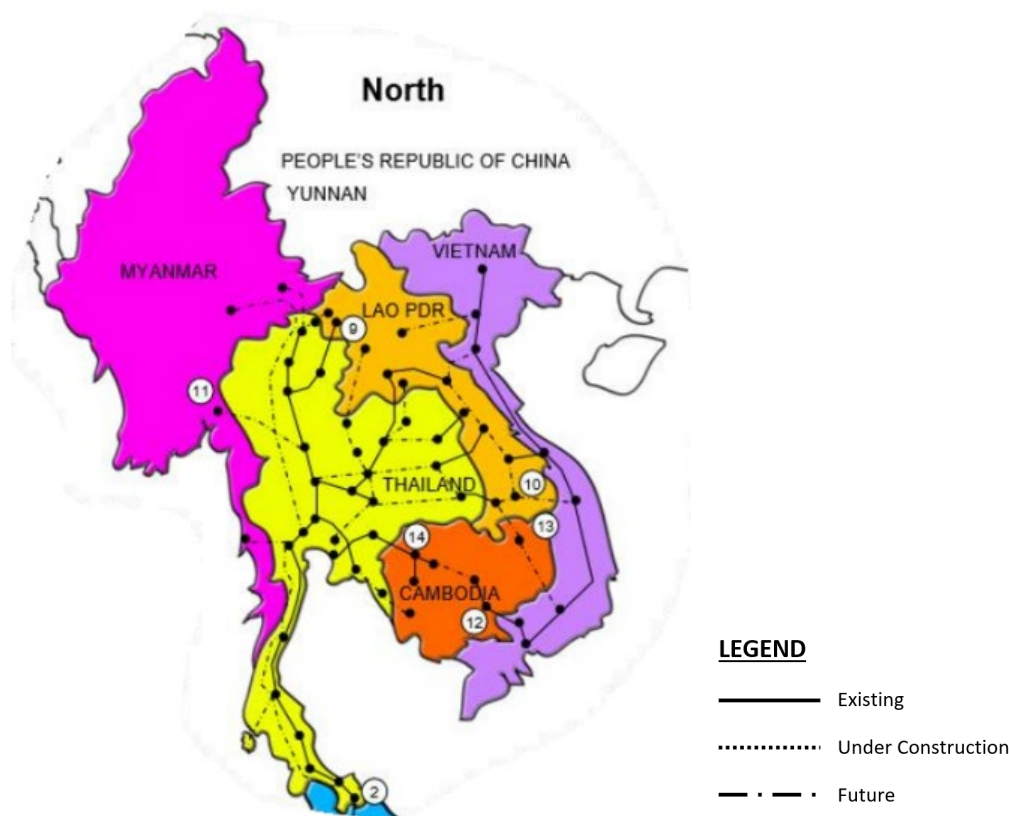 North
PEOPLE'S REPUBLIC OF CHINA
YUNNAN
VIETNAM
MYANMAR
LAO PDR
9
11
THAILAND
10
13
14
CAMBODIA
12
LEGEND
Existing
Under Construction
Future
2